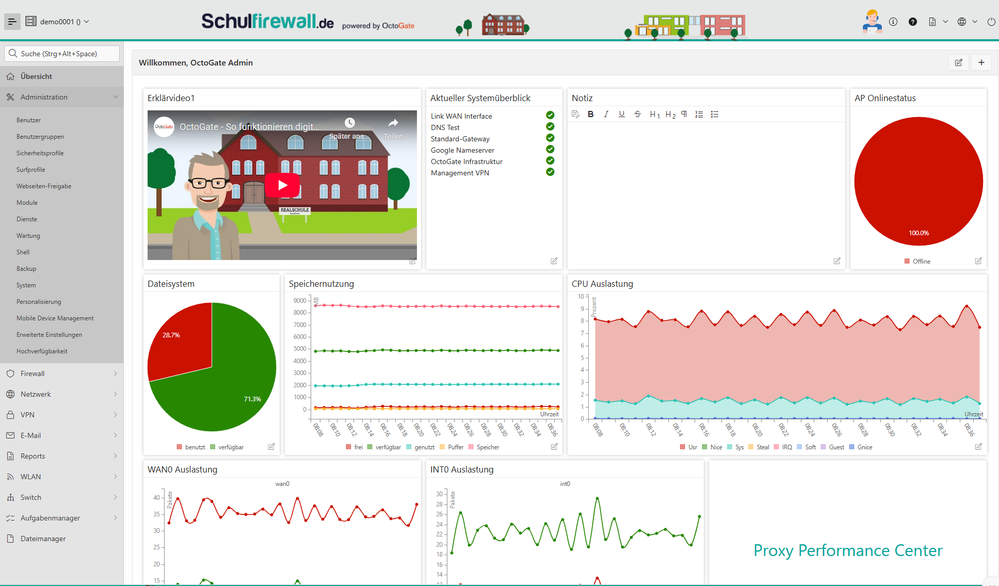 demo0001 ()
Schulfirewall.de powered by OctoGate
Suche (Strg+Alt+Space)
Übersicht
Administration
Benutzer
Benutzergruppen
Sicherheitsprofile
Surfprofile
Webseiten-Freigabe
Module
Dienste
Wartung
Shell
Backup
System
Personalisierung
Mobile Device Management
Erweiterte Einstellungen
Hochverfügbarkeit
Firewall
Netzwerk
VPN
E-Mail
Reports
WLAN
Switch
Aufgabenmanager
Dateimanager
Willkommen, OctoGate Admin
Erklärvideo1
OctoGate
OctoGate - So funktionieren digit...
Später ans...
Teilen
REALSCHULE
Aktueller Systemüberblick
Link WAN Interface
DNS Test
Standard-Gateway
Google Nameserver
OctoGate Infrastruktur
Management VPN
Notiz
B I U S H1 H2
AP Onlinestatus
100.0%
Offline
Dateisystem
28.7%
71.3%
benutzt verfügbar
Speichernutzung
MB
9000
8000
7000
6000
5000
4000
3000
2000
1000
0
Uhrzeit
08:08 08:10 08:12 08:14 08:16 08:18 08:20 08:22 08:24 08:26 08:28 08:30 08:32 08:34 08:36
frei verfügbar genutzt Puffer Speicher
CPU Auslastung
Prozent
10
9
8
7
6
5
4
3
2
1
0
Uhrzeit
08:08 08:10 08:12 08:14 08:16 08:18 08:20 08:22 08:24 08:26 08:28 08:30 08:32 08:34 08:36
Usr Nice Sys Steal IRQ Soft Guest Gnice
WAN0 Auslastung
wan0
Pakete
40
35
30
25
20
15
INT0 Auslastung
int0
Pakete
30
28
26
24
22
20
18
16
14
12
Proxy Performance Center